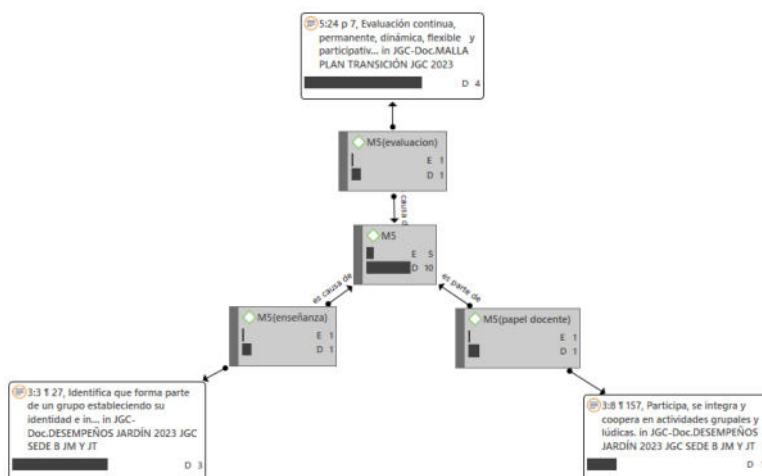 5:24 p 7, Evaluación continua,
permanente, dinámica, flexible y
participativ... in JGC-Doc.MALLA
PLAN TRANSICIÓN JGC 2023
D 4
M5(evaluacion)
E 1
D 1
causa d
M5
E 5
D 10
es causa de
es parte de
M5(enseñanza)
E 1
D 1
M5(papel docente)
E 1
D 1
3:3 ¶ 27, Identifica que forma parte
de un grupo estableciendo su
identidad e in... in JGC-
Doc.DESEMPEÑOS JARDÍN 2023 JGC
SEDE B JM Y JT
D 3
3:8 ¶ 157, Participa, se integra y
coopera en actividades grupales y
lúdicas. in JGC-Doc.DESEMPEÑOS
JARDÍN 2023 JGC SEDE B JM Y JT
D